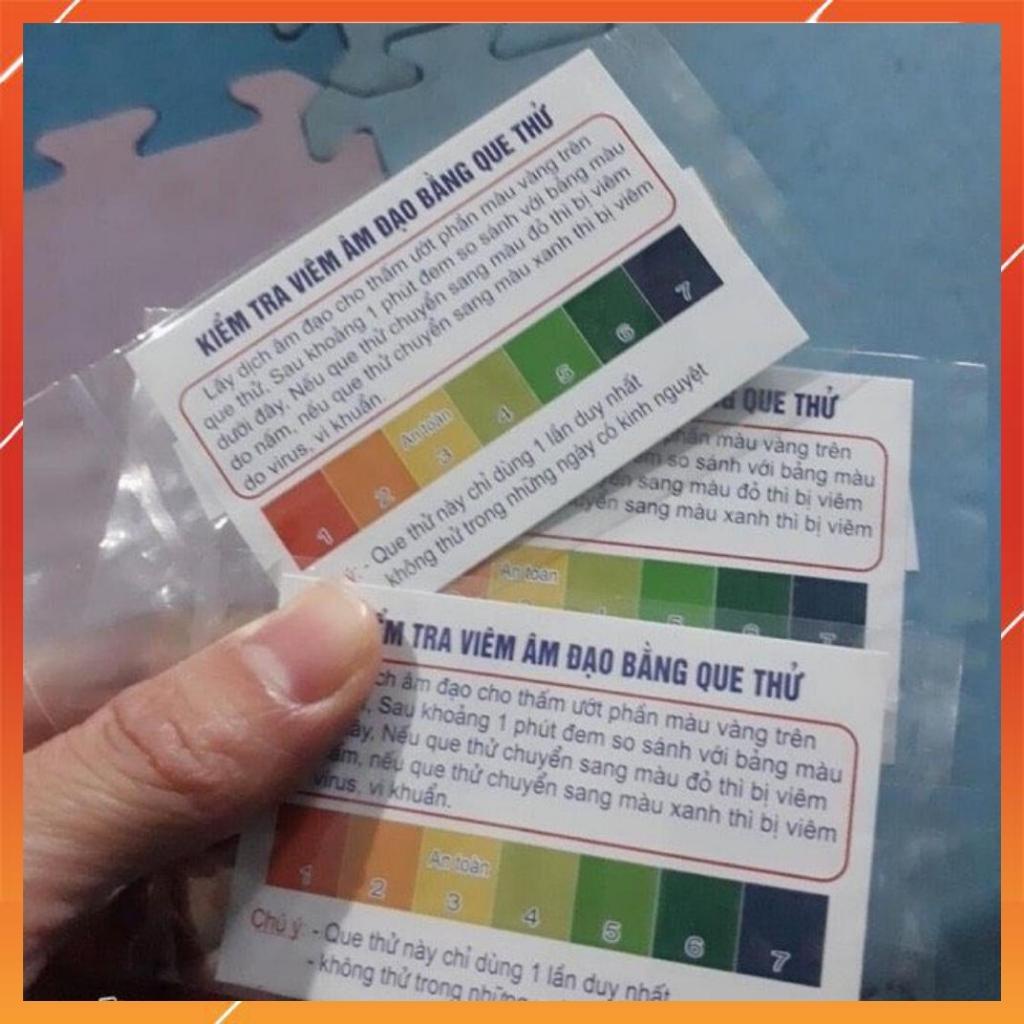 KIỂM TRA VIÊM ÂM ĐẠO BẰNG QUE THỬ
Lấy dịch âm đạo cho thấm ướt phần màu vàng trên
que thử. Sau khoảng 1 phút đem so sánh với bảng màu
dưới đây, Nếu que thử chuyển sang màu đỏ thì bị viêm
do nấm, nếu que thử chuyển sang màu xanh thì bị viêm
do virus, vi khuẩn.
An toàn
1 2 3 4 5 6 7
- Que thử này chỉ dùng 1 lần duy nhất
không thử trong những ngày có kinh nguyệt
QUE THỬ
phần màu vàng trên
so sánh với bảng màu
sang màu đỏ thì bị viêm
sang màu xanh thì bị viêm
An toàn
TRA VIÊM ÂM ĐẠO BẰNG QUE THỬ
âm đạo cho thấm ướt phần màu vàng trên
Sau khoảng 1 phút đem so sánh với bảng màu
Nếu que thử chuyển sang màu đỏ thì bị viêm
nếu que thử chuyển sang màu xanh thì bị viêm
virus, vi khuẩn.
An toàn
1 2 3 4 5 6 7
Chú ý: - Que thử này chỉ dùng 1 lần duy nhất
- không thử trong những